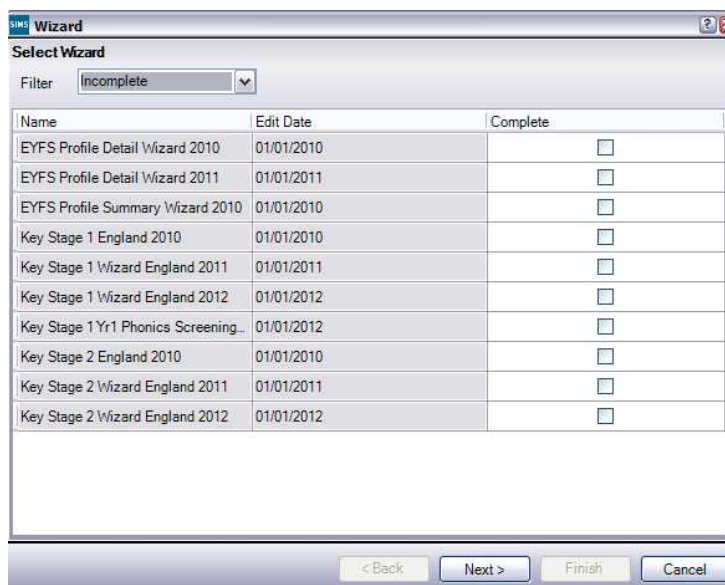 SIMS Wizard ?
Select Wizard
Filter Incomplete
Name Edit Date Complete
EYFS Profile Detail Wizard 2010 01/01/2010
EYFS Profile Detail Wizard 2011 01/01/2011
EYFS Profile Summary Wizard 2010 01/01/2010
Key Stage 1 England 2010 01/01/2010
Key Stage 1 Wizard England 2011 01/01/2011
Key Stage 1 Wizard England 2012 01/01/2012
Key Stage 1 Yr1 Phonics Screening... 01/01/2012
Key Stage 2 England 2010 01/01/2010
Key Stage 2 Wizard England 2011 01/01/2011
Key Stage 2 Wizard England 2012 01/01/2012
< Back Next > Finish Cancel